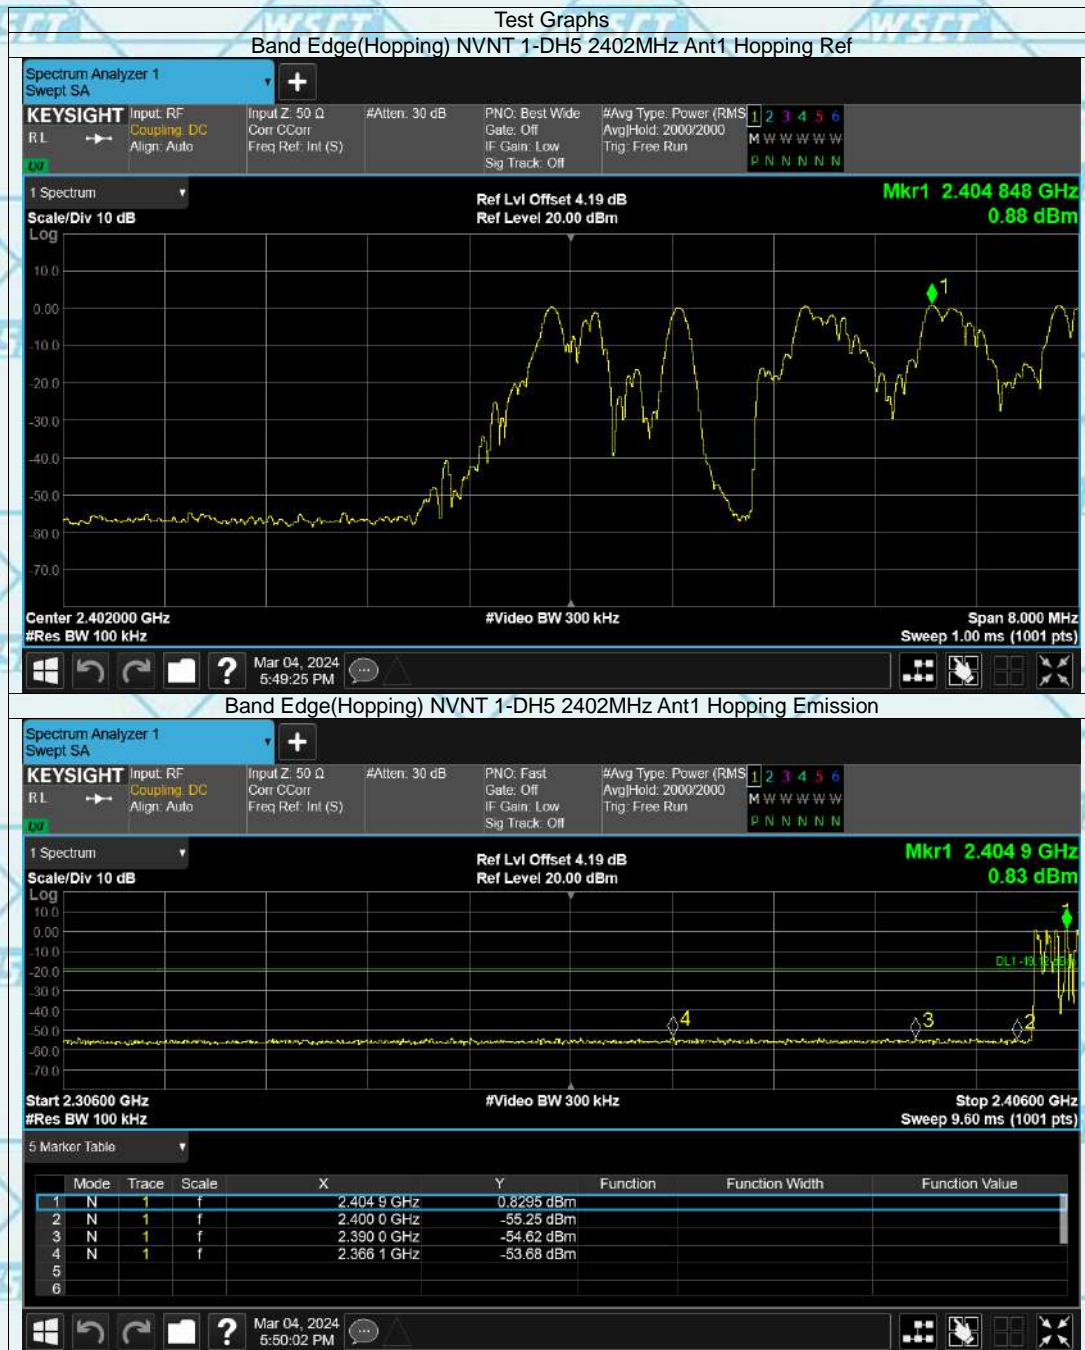 Test Graphs
Band Edge(Hopping) NVNT 1-DH5 2402MHz Ant1 Hopping Ref
Spectrum Analyzer 1
Swept SA
+
KEYSIGHT Input: RF Input Z: 50 Ω #Atten: 30 dB PNO: Best Wide #Avg Type: Power (RMS 1 2 3 4 5 6
RL Coupling: DC Corr CCorr Gate: Off Avg|Hold: 2000/2000 M W W W W W
Align: Auto Freq Ref: Int (S) IF Gain: Low Trig: Free Run
LXI Sig Track: Off P N N N N N
1 Spectrum Ref Lvl Offset 4.19 dB Mkr1 2.404 848 GHz
Scale/Div 10 dB Ref Level 20.00 dBm 0.88 dBm
Log
10.0
1
0.00
-10.0
-20.0
-30.0
-40.0
-50.0
-60.0
-70.0
Center 2.402000 GHz #Video BW 300 kHz Span 8.000 MHz
#Res BW 100 kHz Sweep 1.00 ms (1001 pts)
? Mar 04, 2024
5:49:25 PM
Band Edge(Hopping) NVNT 1-DH5 2402MHz Ant1 Hopping Emission
Spectrum Analyzer 1
Swept SA
+
KEYSIGHT Input: RF Input Z: 50 Ω #Atten: 30 dB PNO: Fast #Avg Type: Power (RMS 1 2 3 4 5 6
RL Coupling: DC Corr CCorr Gate: Off Avg|Hold: 2000/2000 M W W W W W
Align: Auto Freq Ref: Int (S) IF Gain: Low Trig: Free Run
LXI Sig Track: Off P N N N N N
1 Spectrum Ref Lvl Offset 4.19 dB Mkr1 2.404 9 GHz
Scale/Div 10 dB Ref Level 20.00 dBm 0.83 dBm
Log
10.0 1
0.00
-10.0
DL1 -19.12 dBm
-20.0
-30.0
-40.0
4 3 2
-50.0
-60.0
-70.0
Start 2.30600 GHz #Video BW 300 kHz Stop 2.40600 GHz
#Res BW 100 kHz Sweep 9.60 ms (1001 pts)
5 Marker Table
Mode Trace Scale X Y Function Function Width Function Value
1 N 1 f 2.404 9 GHz 0.8295 dBm
2 N 1 f 2.400 0 GHz -55.25 dBm
3 N 1 f 2.390 0 GHz -54.62 dBm
4 N 1 f 2.366 1 GHz -53.68 dBm
5
6
? Mar 04, 2024
5:50:02 PM